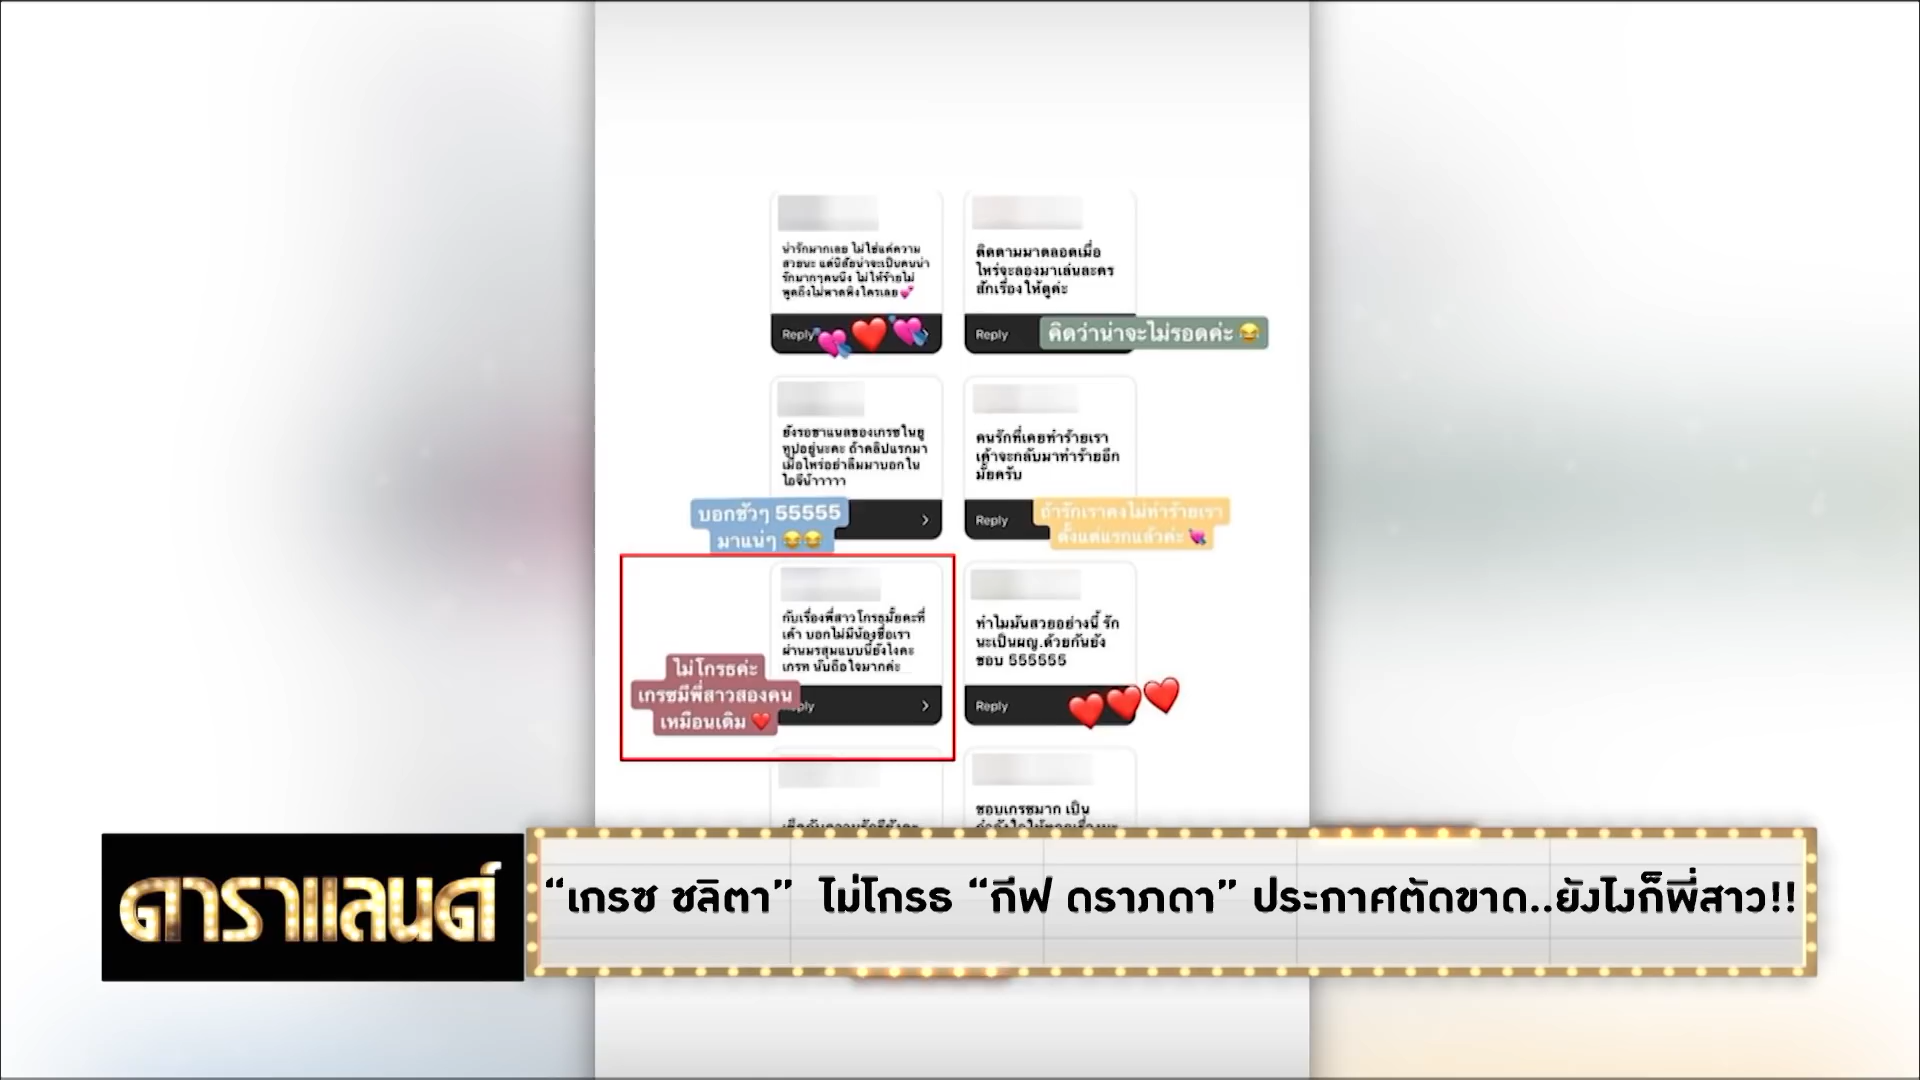 น่ารักมากเลย ไม่ใช่แค่ความ
สวยนะ แต่นิสัยน่าจะเป็นคนน่า
รักมากๆคนนึง ไม่ให้ร้ายไม่
พูดถึงไม่พาดพิงใครเลย💕
Reply
ติดตามมาตลอดเมื่อ
ไหร่จะลองมาเล่นละคร
สักเรื่องให้ดูค่ะ
Reply
คิดว่าน่าจะไม่รอดค่ะ 😂
ยังรอชาแนลของเกรซในยู
ทูปอยู่นะคะ ถ้าคลิปแรกมา
เมื่อไหร่อย่าลืมมาบอกใน
ไอจีน้าาาาา
บอกชัวๆ 55555
มาแน่ๆ 😂😂
คนรักที่เคยทำร้ายเรา
เค้าจะกลับมาทำร้ายอีก
มั้ยครับ
Reply
ถ้ารักเราคงไม่ทำร้ายเรา
ตั้งแต่แรกแล้วค่ะ 💘
กับเรื่องพี่สาวโกรธมั้ยคะที่
เค้า บอกไม่มีน้องชื่อเรา
ผ่านมรสุมแบบนี้ยังไงคะ
เกรท นับถือใจมากค่ะ
ply
ไม่โกรธค่ะ
เกรซมีพี่สาวสองคน
เหมือนเดิม ❤️
ทำไมมันสวยอย่างนี้ รัก
นะเป็นผญ.ด้วยกันยัง
ชอบ 555555
Reply
ชอบเกรซมาก เป็น
ดาราแลนด์
“เกรซ ชลิตา” ไม่โกรธ “กีฟ ดราภดา” ประกาศตัดขาด..ยังไงก็พี่สาว!!